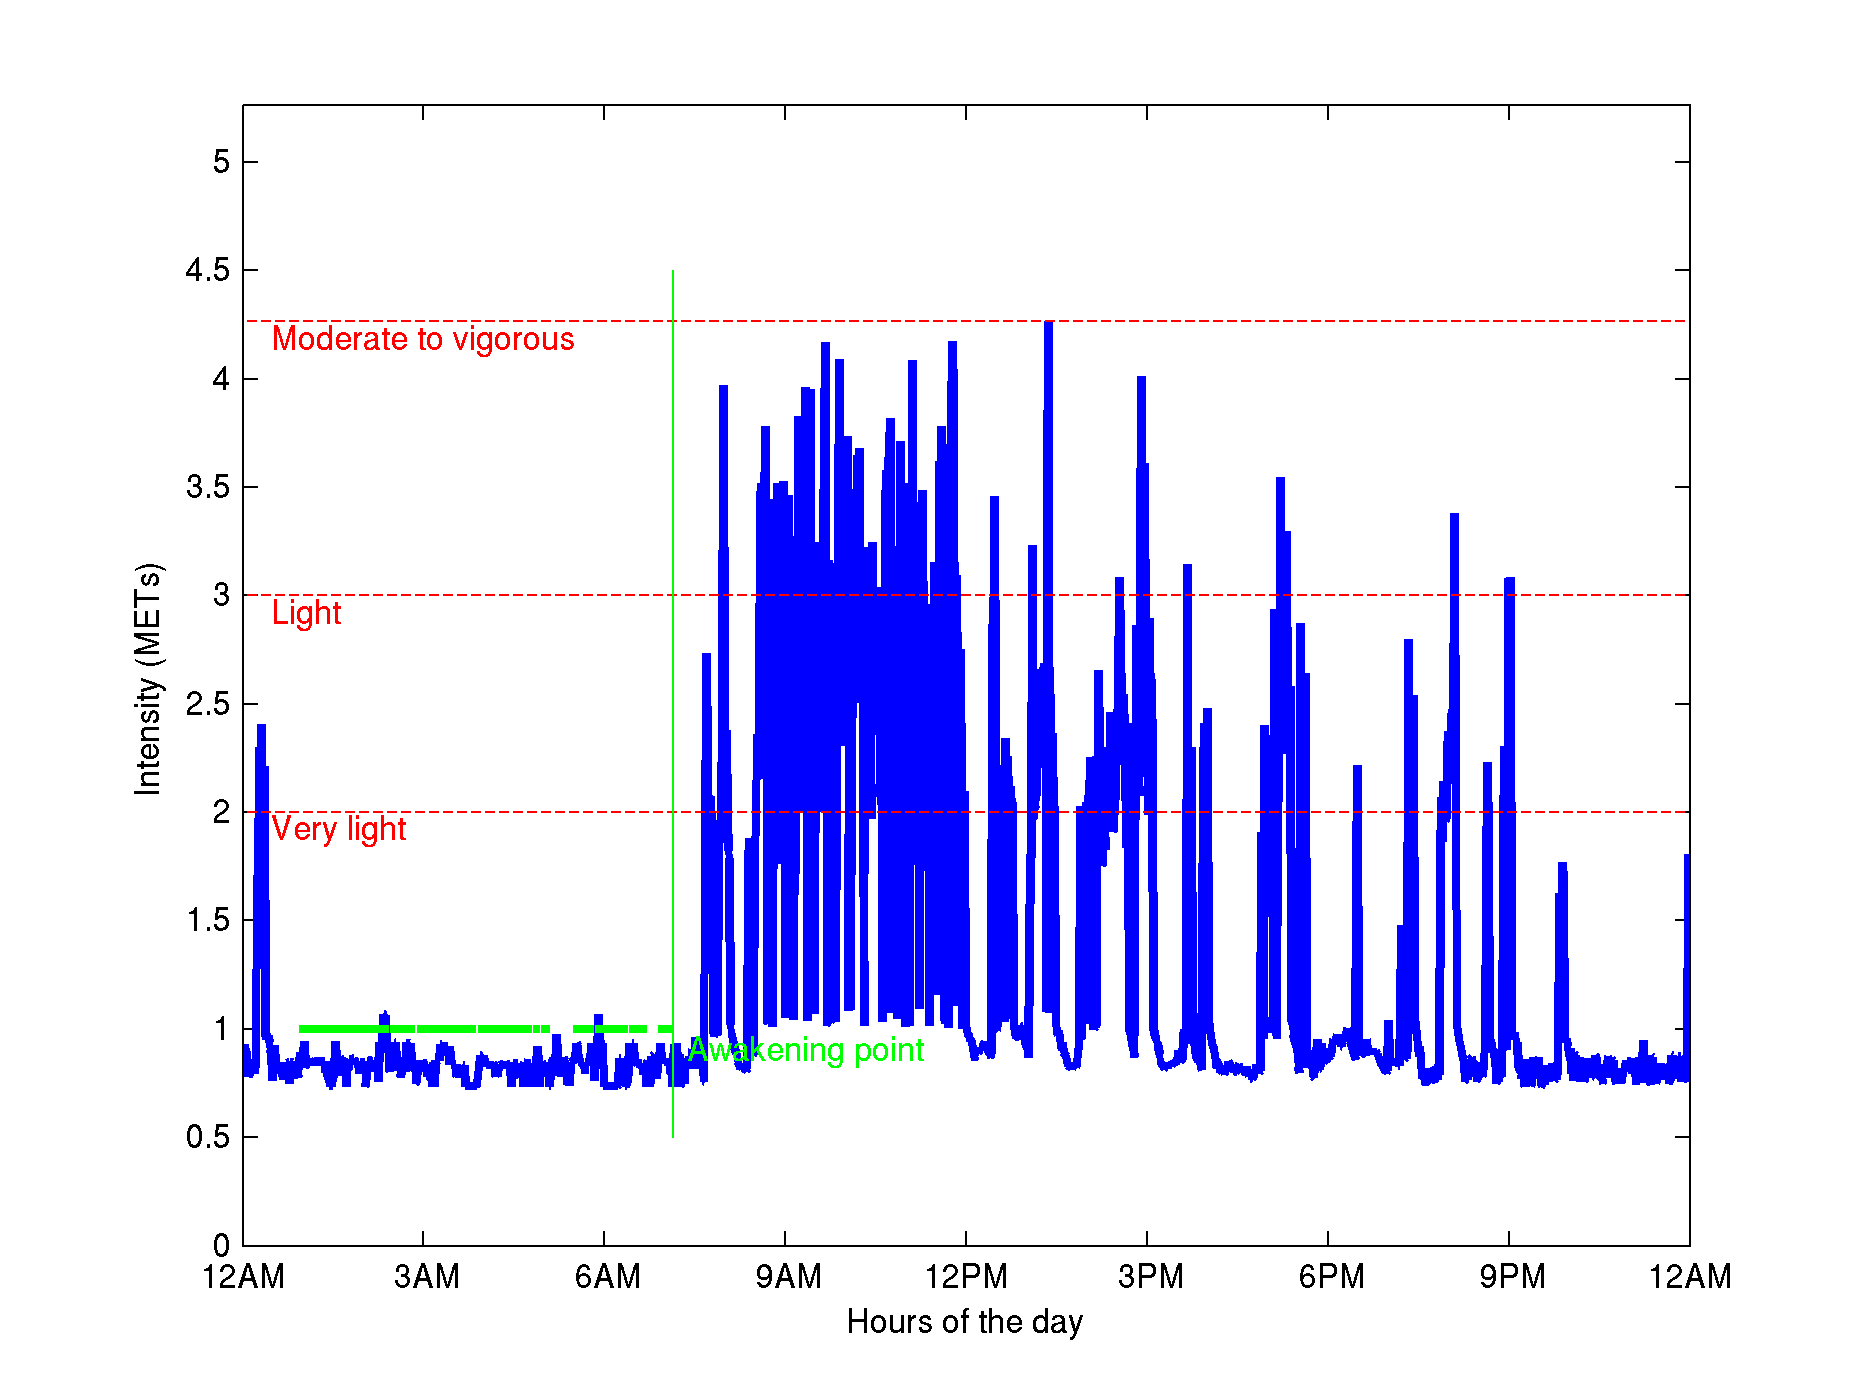 5
4.5
Moderate to vigorous
4
3.5
3
Light
Intensity (METs)
2.5
2
Very light
1.5
1
Awakening point
0.5
0
12AM 3AM 6AM 9AM 12PM 3PM 6PM 9PM 12AM
Hours of the day